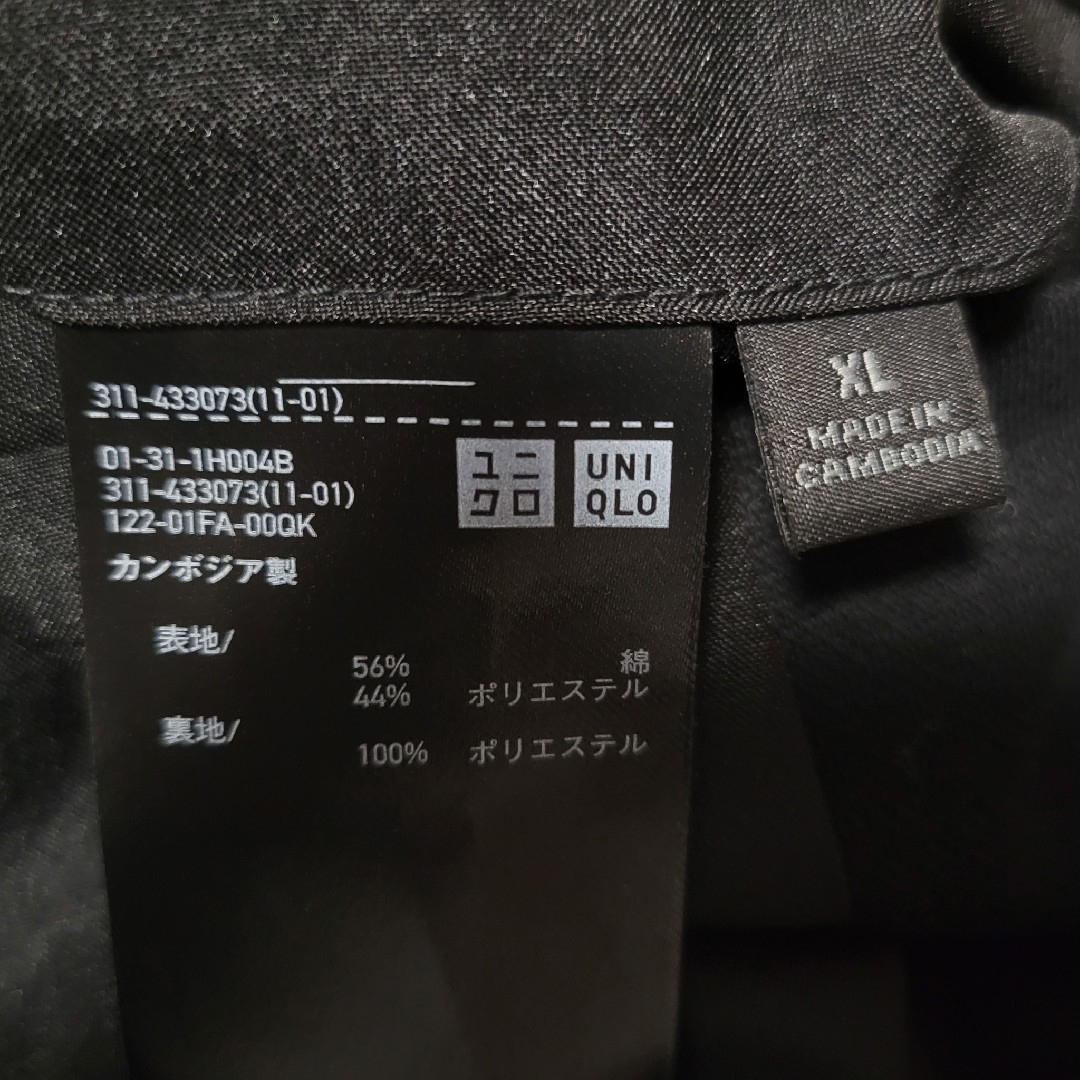 311-433073(11-01)
01-31-1H004B
311-433073(11-01)
122-01FA-00QK
カンボジア製
ユニ
クロ
UNI
QLO
表地/
56% 綿
44% ポリエステル
裏地/
100% ポリエステル
XL
MADE IN
CAMBODIA